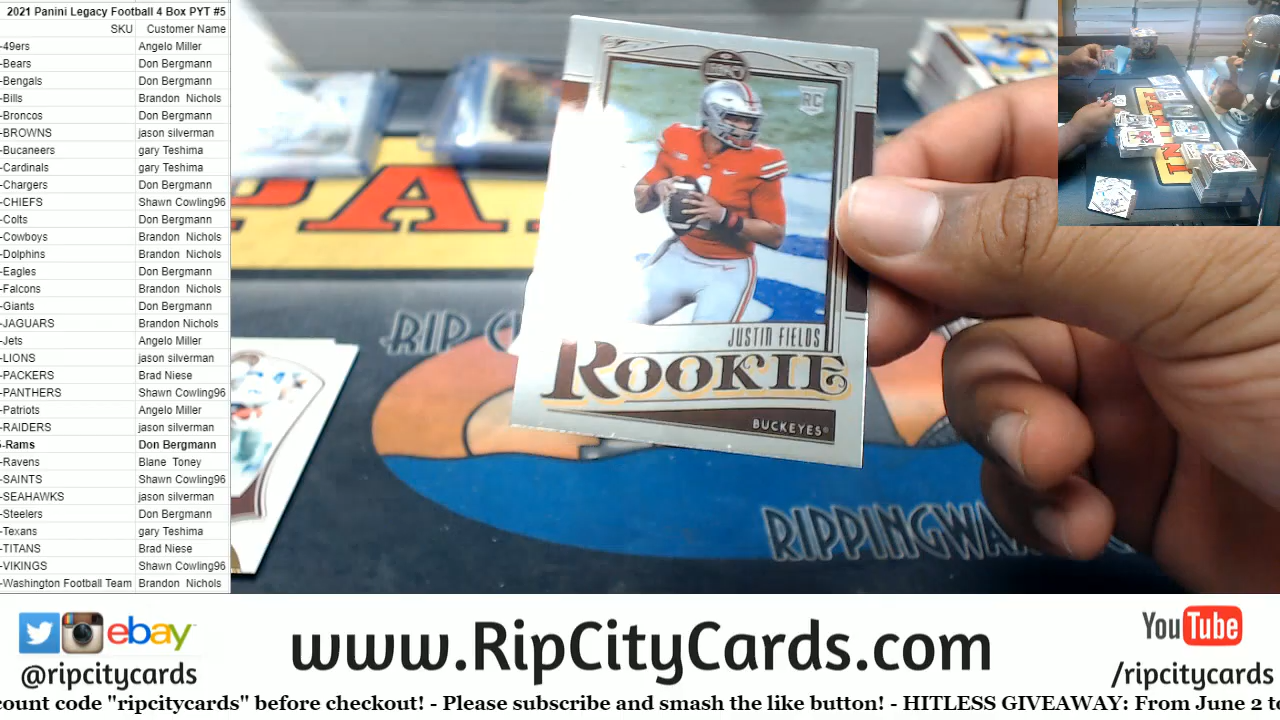 2021 Panini Legacy Football 4 Box PYT #5
SKU Customer Name
-49ers Angelo Miller
-Bears Don Bergmann
-Bengals Don Bergmann
-Bills Brandon Nichols
-Broncos Don Bergmann
-BROWNS jason silverman
-Bucaneers gary Teshima
-Cardinals gary Teshima
-Chargers Don Bergmann
-CHIEFS Shawn Cowling96
-Colts Don Bergmann
-Cowboys Brandon Nichols
-Dolphins Brandon Nichols
-Eagles Don Bergmann
-Falcons Brandon Nichols
-Giants Don Bergmann
-JAGUARS Brandon Nichols
-Jets Angelo Miller
-LIONS jason silverman
-PACKERS Brad Niese
-PANTHERS Shawn Cowling96
-Patriots Angelo Miller
-RAIDERS jason silverman
-Rams Don Bergmann
-Ravens Blane Toney
-SAINTS Shawn Cowling96
-SEAHAWKS jason silverman
-Steelers Don Bergmann
-Texans gary Teshima
-TITANS Brad Niese
-VIKINGS Shawn Cowling96
-Washington Football Team Brandon Nichols
RC
JUSTIN FIELDS
ROOKIE
BUCKEYES
RIP
RIPPINGWA
ebay
@ripcitycards
www.RipCityCards.com
YouTube
/ripcitycards
count code "ripcitycards" before checkout! - Please subscribe and smash the like button! - HITLESS GIVEAWAY: From June 2 to